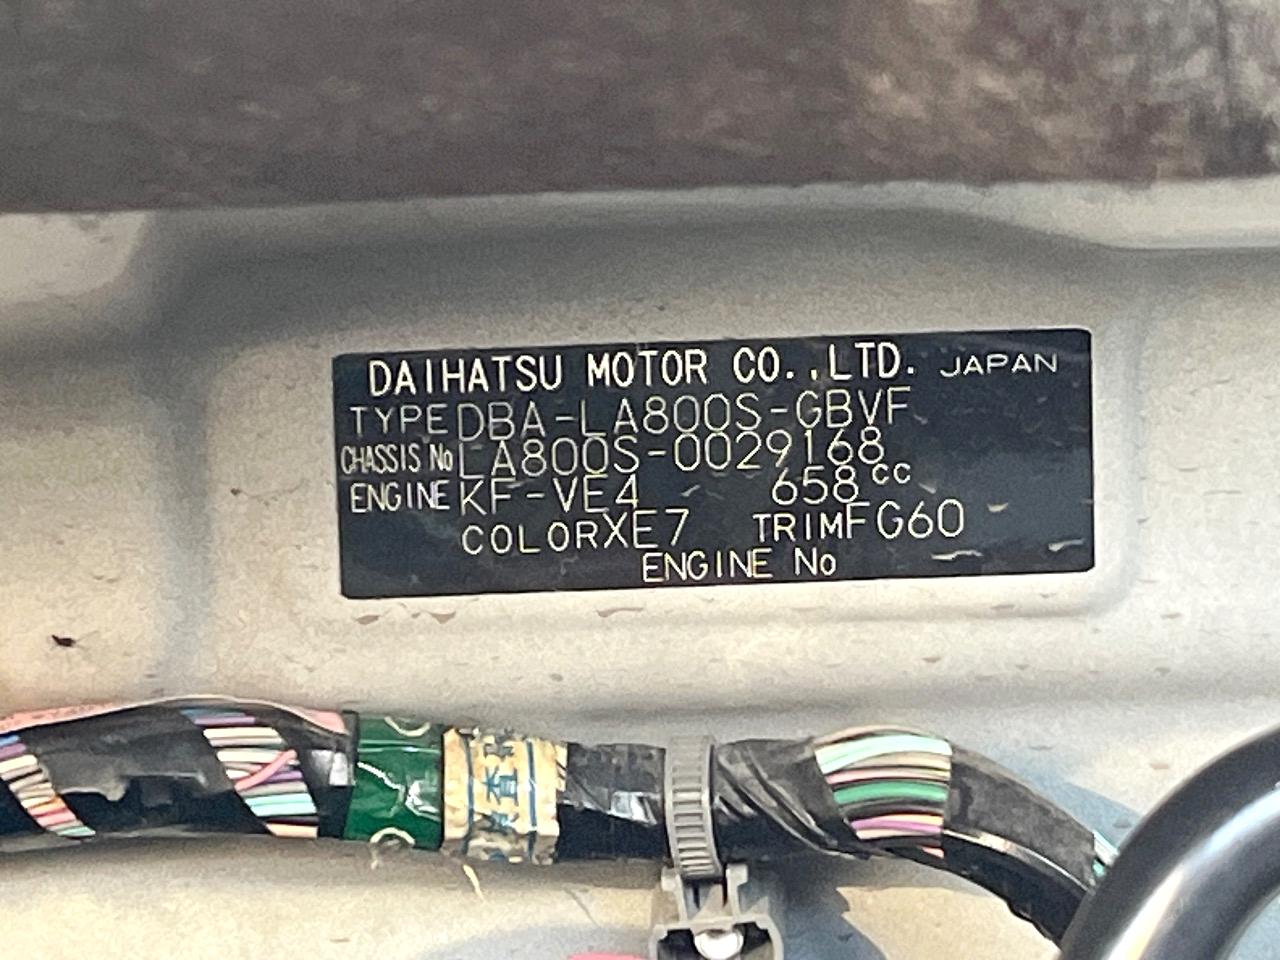 DAIHATSU MOTOR CO.,LTD. JAPAN
TYPE DBA-LA800S-GBVF
CHASSIS No LA800S-0029168
ENGINE KF-VE4 658cc
COLOR XE7 TRIM FG60
ENGINE No